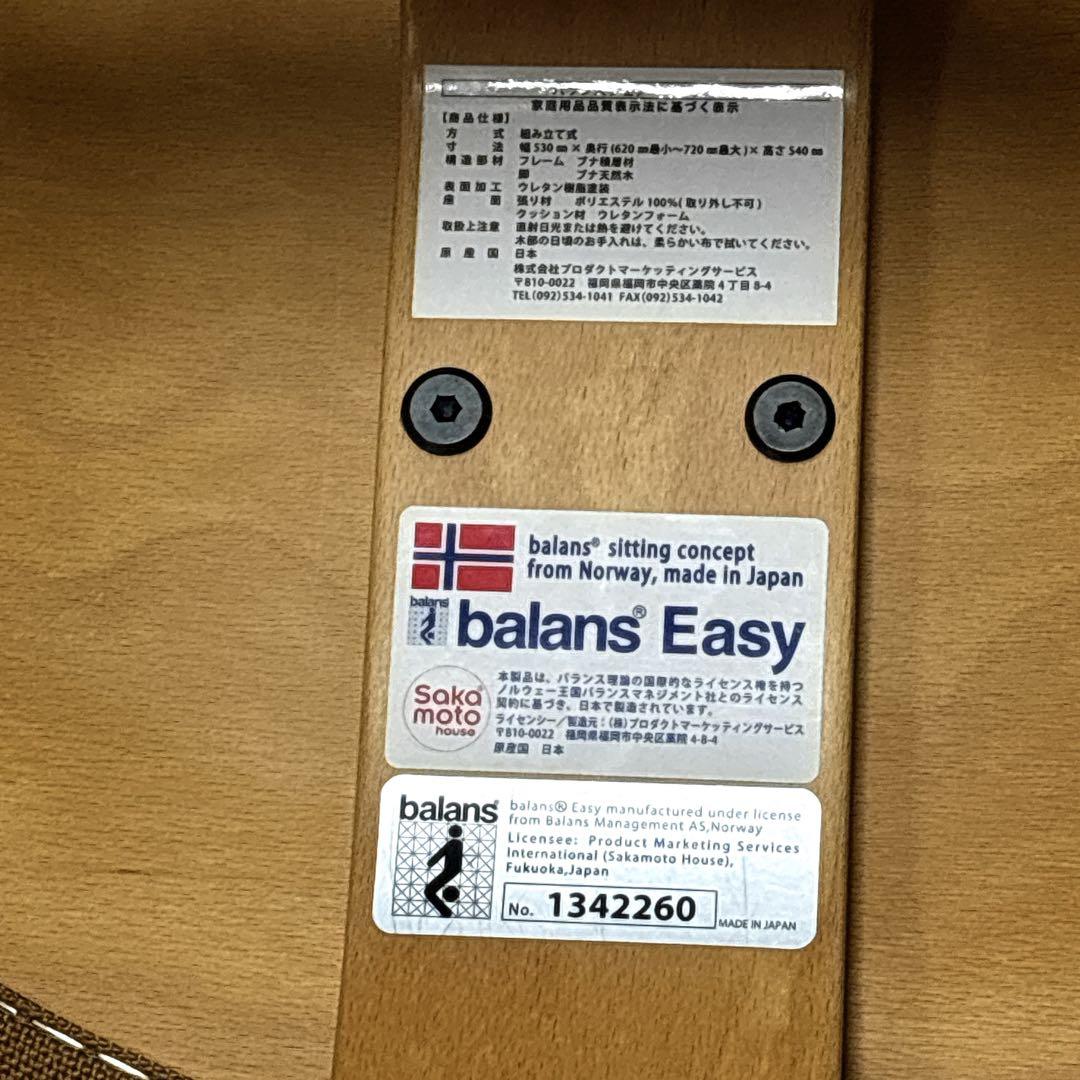 家庭用品品質表示法に基づく表示
【商品仕様】
方 式 組み立て式
寸 法 幅 530 ㎜ × 奥行 (620 ㎜最小～720 ㎜最大) × 高さ 540 ㎜
構造部材 フレーム ブナ積層材
脚 ブナ天然木
表面加工 ウレタン樹脂塗装
座 面 張り材 ポリエステル 100%( 取り外し不可 )
クッション材 ウレタンフォーム
取扱上注意 直射日光または熱を避けてください。
木部の日頃のお手入れは、柔らかい布で拭いてください。
原 産 国 日本
株式会社プロダクトマーケッティングサービス
〒810-0022 福岡県福岡市中央区薬院 4 丁目 8-4
TEL(092)534-1041 FAX(092)534-1042
balans® sitting concept
from Norway, made in Japan
balans
balans® Easy
Saka
moto
house
本製品は、バランス理論の国際的なライセンス権を持つ
ノルウェー王国バランスマネジメント社とのライセンス
契約に基づき、日本で製造されています。
ライセンシー／製造元：(株)プロダクトマーケッティングサービス
〒810-0022 福岡県福岡市中央区薬院 4-8-4
原産国 日本
balans®
balans® Easy manufactured under license
from Balans Management AS,Norway
Licensee: Product Marketing Services
International (Sakamoto House),
Fukuoka,Japan
No. 1342260
MADE IN JAPAN